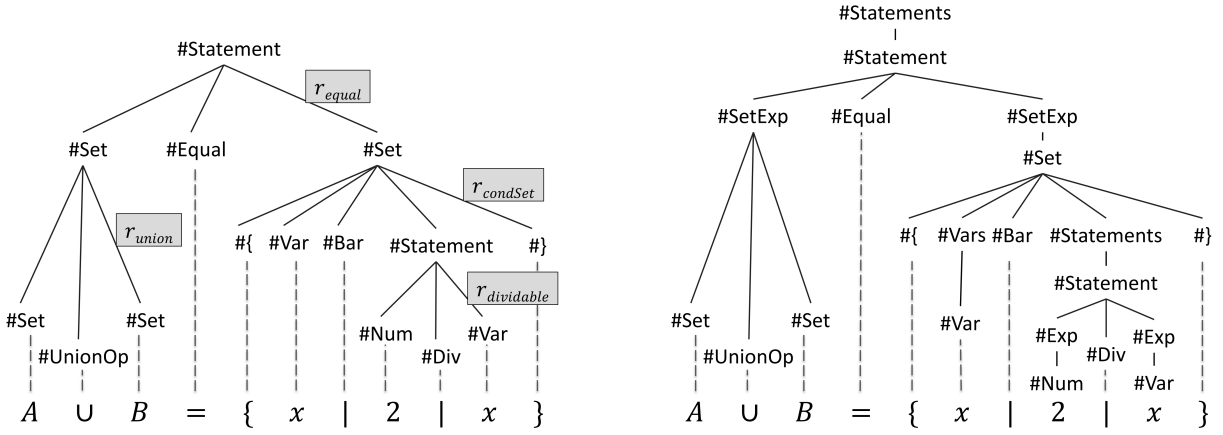 #Statement
r_equal
#Set #Equal #Set
r_condSet
r_union
#{ #Var #Bar #Statement #}
r_dividable
#Set #Set #Num #Var
#UnionOp #Div
A ∪ B = { x | 2 | x }
#Statements
#Statement
#SetExp #Equal #SetExp
#Set
#{ #Vars #Bar #Statements #}
#Statement
#Set #Set #Var #Exp #Exp
#UnionOp #Div
#Num #Var
A ∪ B = { x | 2 | x }